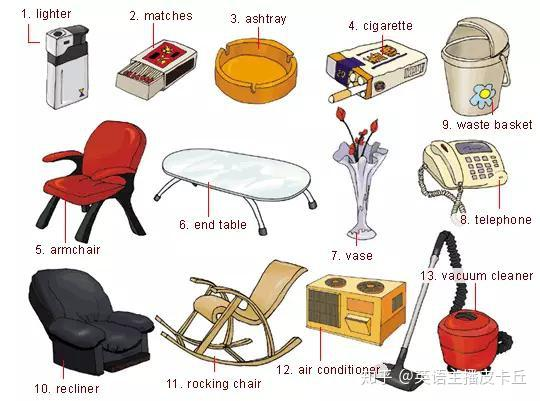 1. lighter
2. matches
3. ashtray
4. cigarette
9. waste basket
5. armchair
6. end table
7. vase
8. telephone
13. vacuum cleaner
10. recliner
11. rocking chair
12. air conditioner
知乎 @英语主播皮卡丘